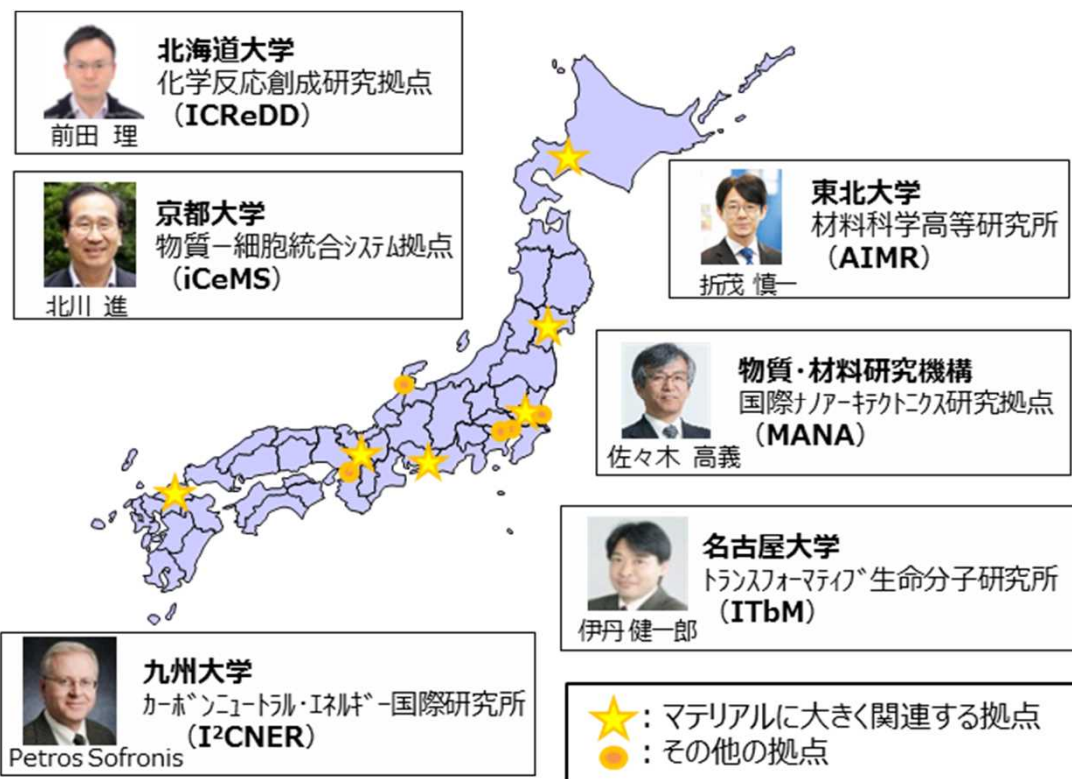 北海道大学
化学反応創成研究拠点
（ICReDD）
前田 理
京都大学
物質－細胞統合システム拠点
（iCeMS）
北川 進
東北大学
材料科学高等研究所
（AIMR）
折茂 慎一
物質・材料研究機構
国際ナノアーキテクトニクス研究拠点
（MANA）
佐々木 高義
名古屋大学
トランスフォーマティブ生命分子研究所
（ITbM）
伊丹 健一郎
九州大学
カーボンニュートラル・エネルギー国際研究所
（I²CNER）
Petros Sofronis
：マテリアルに大きく関連する拠点
：その他の拠点